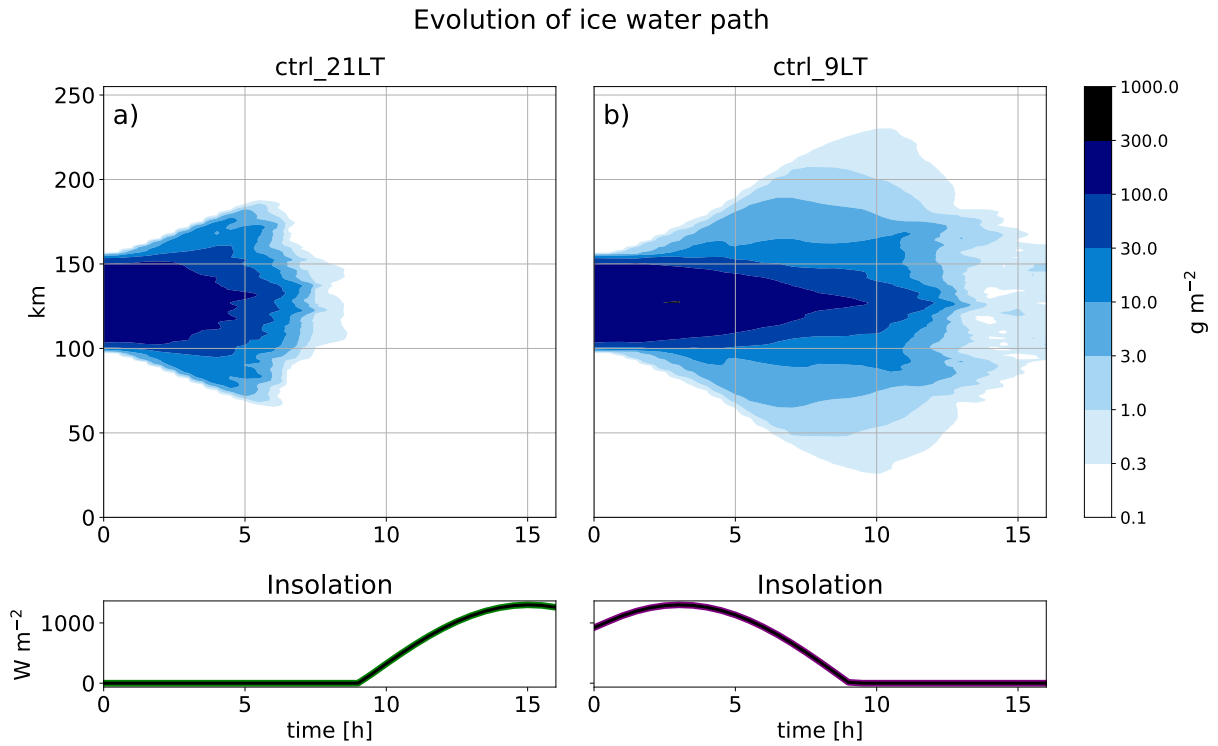 Evolution of ice water path
ctrl_21LT
ctrl_9LT
a)
b)
250
200
150
100
50
0
km
0 5 10 15
0 5 10 15
1000.0
300.0
100.0
30.0
10.0
3.0
1.0
0.3
0.1
g m⁻²
Insolation
Insolation
1000
0
W m⁻²
0 5 10 15
0 5 10 15
time [h]
time [h]